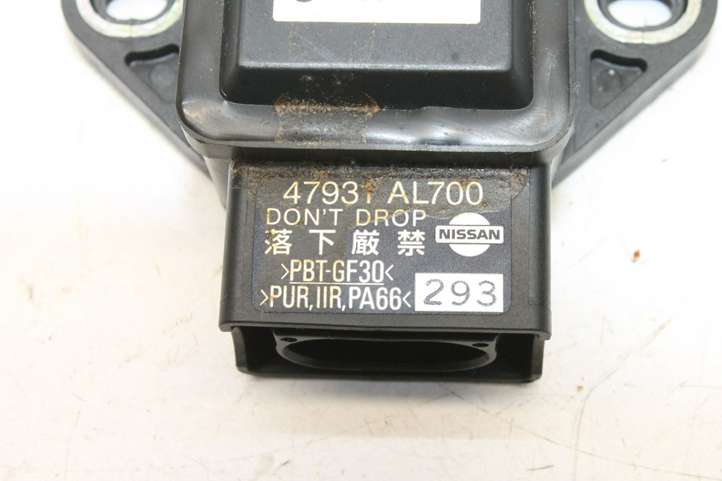 47931 AL700
DON'T DROP
落下厳禁
NISSAN
>PBT-GF30<
>PUR,IIR,PA66<
293